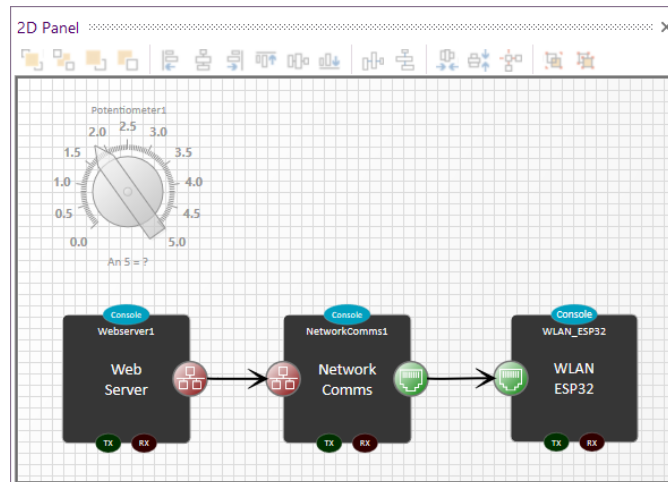 2D Panel
Potentiometer1
0.0
0.5
1.0
1.5
2.0
2.5
3.0
3.5
4.0
4.5
5.0
An 5 = ?
Console
Webserver1
Web
Server
TX RX
Console
NetworkComms1
Network
Comms
TX RX
Console
WLAN_ESP32
WLAN
ESP32
TX RX